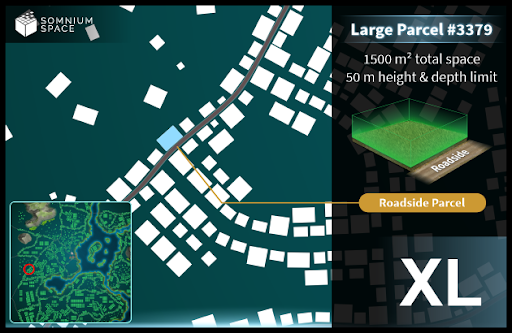 SOMNIUM
SPACE
Large Parcel #3379
1500 m² total space
50 m height & depth limit
Roadside
Roadside Parcel
XL